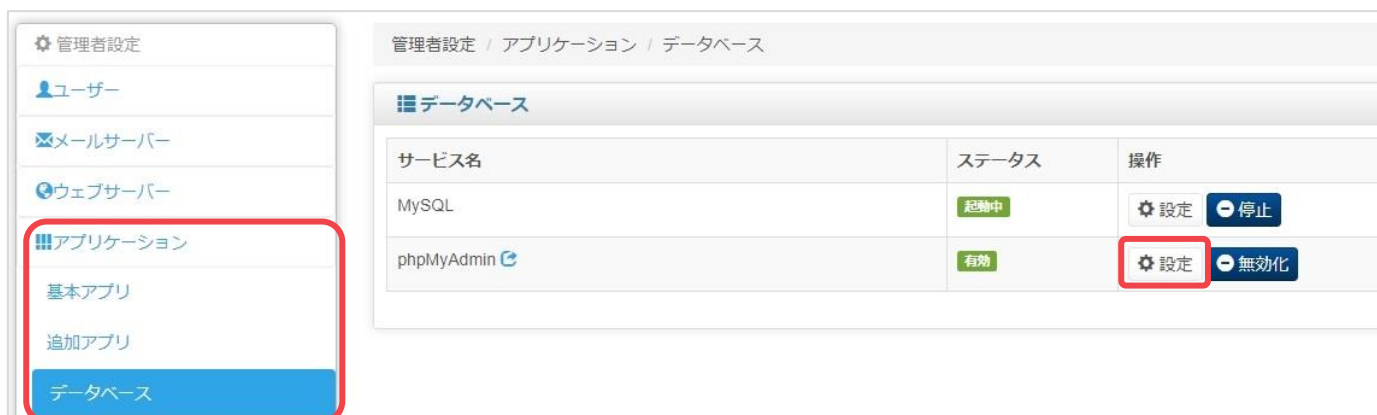 管理者設定
ユーザー
メールサーバー
ウェブサーバー
アプリケーション
基本アプリ
追加アプリ
データベース
管理者設定 / アプリケーション / データベース
データベース
サービス名 ステータス 操作
MySQL 起動中 設定 停止
phpMyAdmin 有効 設定 無効化